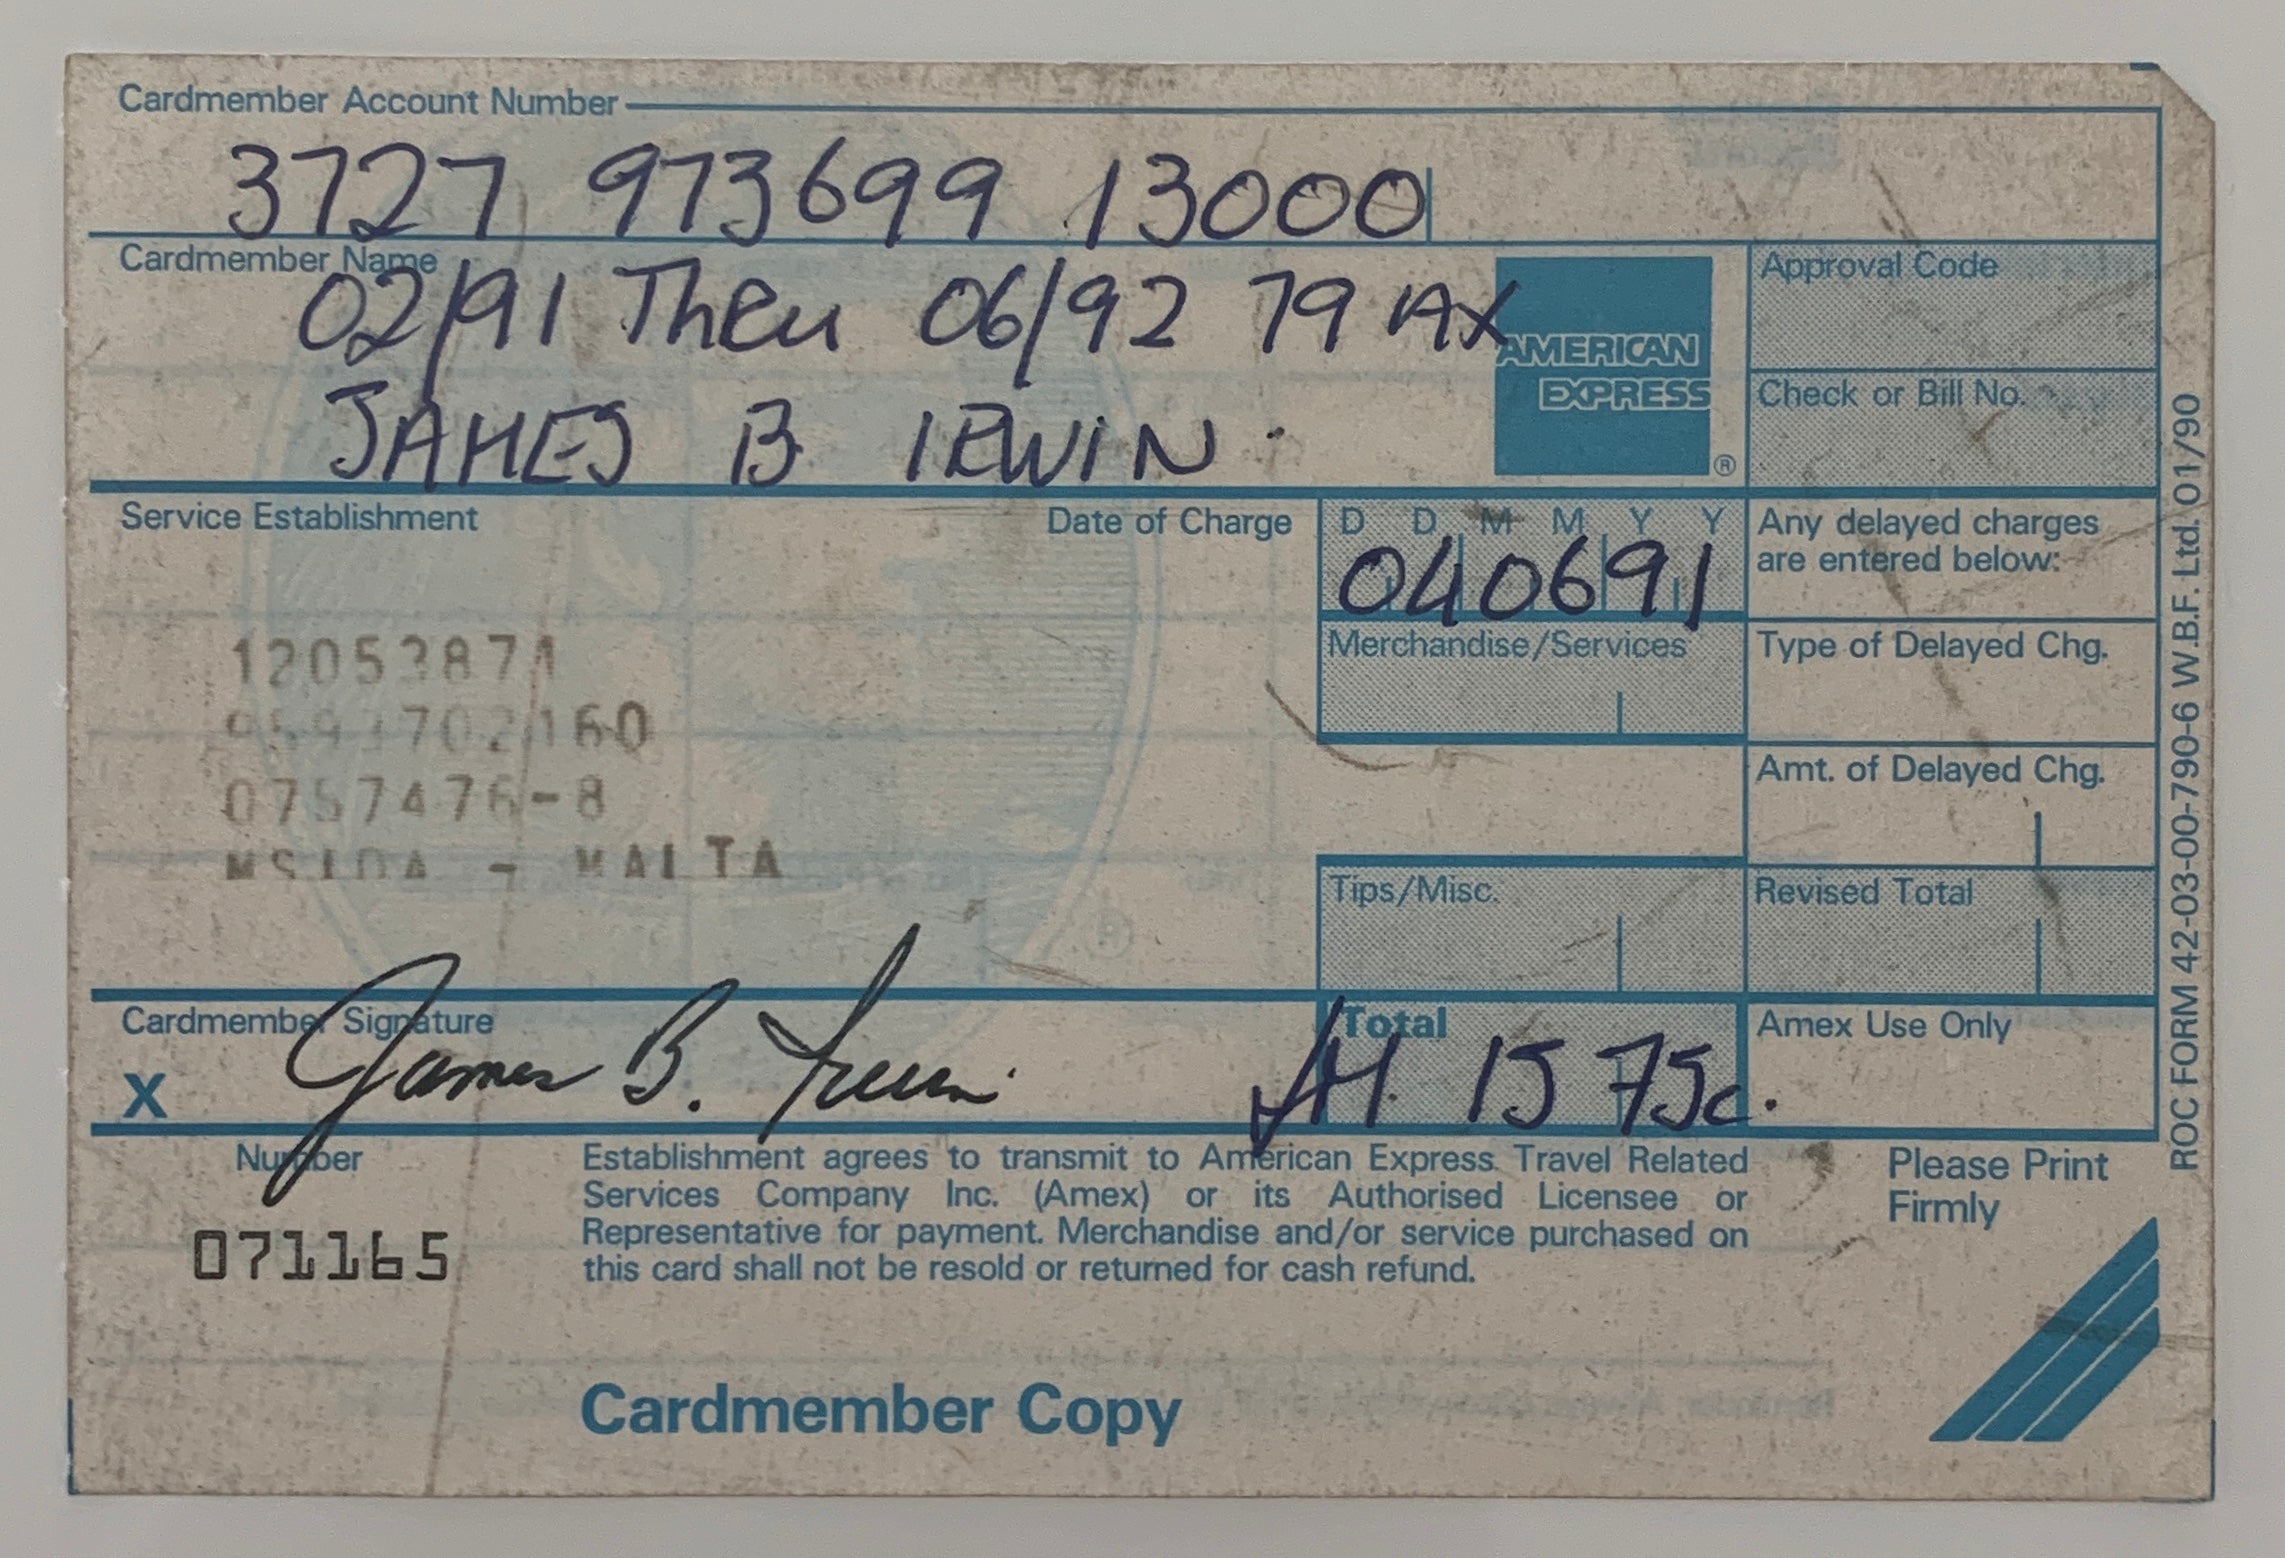 Cardmember Account Number
3727 973699 13000
Cardmember Name
02/91 Then 06/92 79 AX
JAMES B IRWIN.
AMERICAN
EXPRESS
®
Approval Code
Check or Bill No.
Service Establishment
Date of Charge
D D M M Y Y
040691
Any delayed charges
are entered below:
Merchandise/Services
Type of Delayed Chg.
12053871
702160
0757476-8
MSIDA - MALTA
Amt. of Delayed Chg.
Tips/Misc.
Revised Total
Cardmember Signature
X
James B. Irwin
Total
15 75c.
Amex Use Only
Number
071165
Establishment agrees to transmit to American Express Travel Related
Services Company Inc. (Amex) or its Authorised Licensee or
Representative for payment. Merchandise and/or service purchased on
this card shall not be resold or returned for cash refund.
Please Print
Firmly
Cardmember Copy
ROC FORM 42-03-00-790-6 W.B.F. Ltd. 01/90